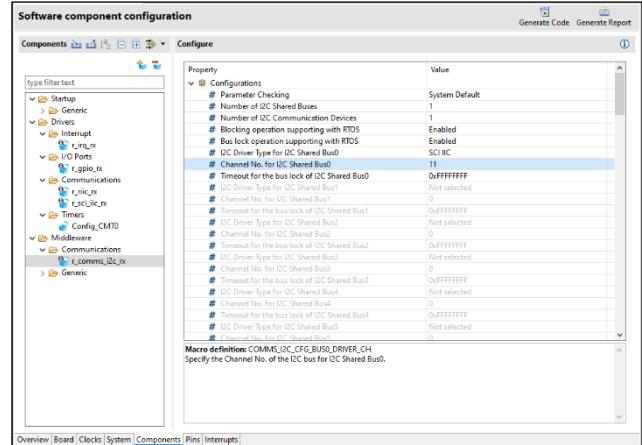 Software component configuration
Generate Code Generate Report
Components
Configure
type filter text
Startup
Generic
Drivers
Interrupt
r_irq_rx
I/O Ports
r_gpio_rx
Communications
r_riic_rx
r_sci_iic_rx
Timers
Config_CMT0
Middleware
Communications
r_comms_i2c_rx
Generic
Property Value
Configurations
# Parameter Checking System Default
# Number of I2C Shared Buses 1
# Number of I2C Communication Devices 1
# Blocking operation supporting with RTOS Enabled
# Bus lock operation supporting with RTOS Enabled
# I2C Driver Type for I2C Shared Bus0 SCI IIC
# Channel No. for I2C Shared Bus0 11
# Timeout for the bus lock of I2C Shared Bus0 0xFFFFFFFF
# I2C Driver Type for I2C Shared Bus1 Not selected
# Channel No. for I2C Shared Bus1 0
# Timeout for the bus lock of I2C Shared Bus1 0xFFFFFFFF
# I2C Driver Type for I2C Shared Bus2 Not selected
# Channel No. for I2C Shared Bus2 0
# Timeout for the bus lock of I2C Shared Bus2 0xFFFFFFFF
# I2C Driver Type for I2C Shared Bus3 Not selected
# Channel No. for I2C Shared Bus3 0
# Timeout for the bus lock of I2C Shared Bus3 0xFFFFFFFF
# I2C Driver Type for I2C Shared Bus4 Not selected
# Channel No. for I2C Shared Bus4 0
# Timeout for the bus lock of I2C Shared Bus4 0xFFFFFFFF
# I2C Driver Type for I2C Shared Bus5 Not selected
# Channel No. for I2C Shared Bus5 0
Macro definition: COMMS_I2C_CFG_BUS0_DRIVER_CH
Specify the Channel No. of the I2C bus for I2C Shared Bus0.
Overview Board Clocks System Components Pins Interrupts